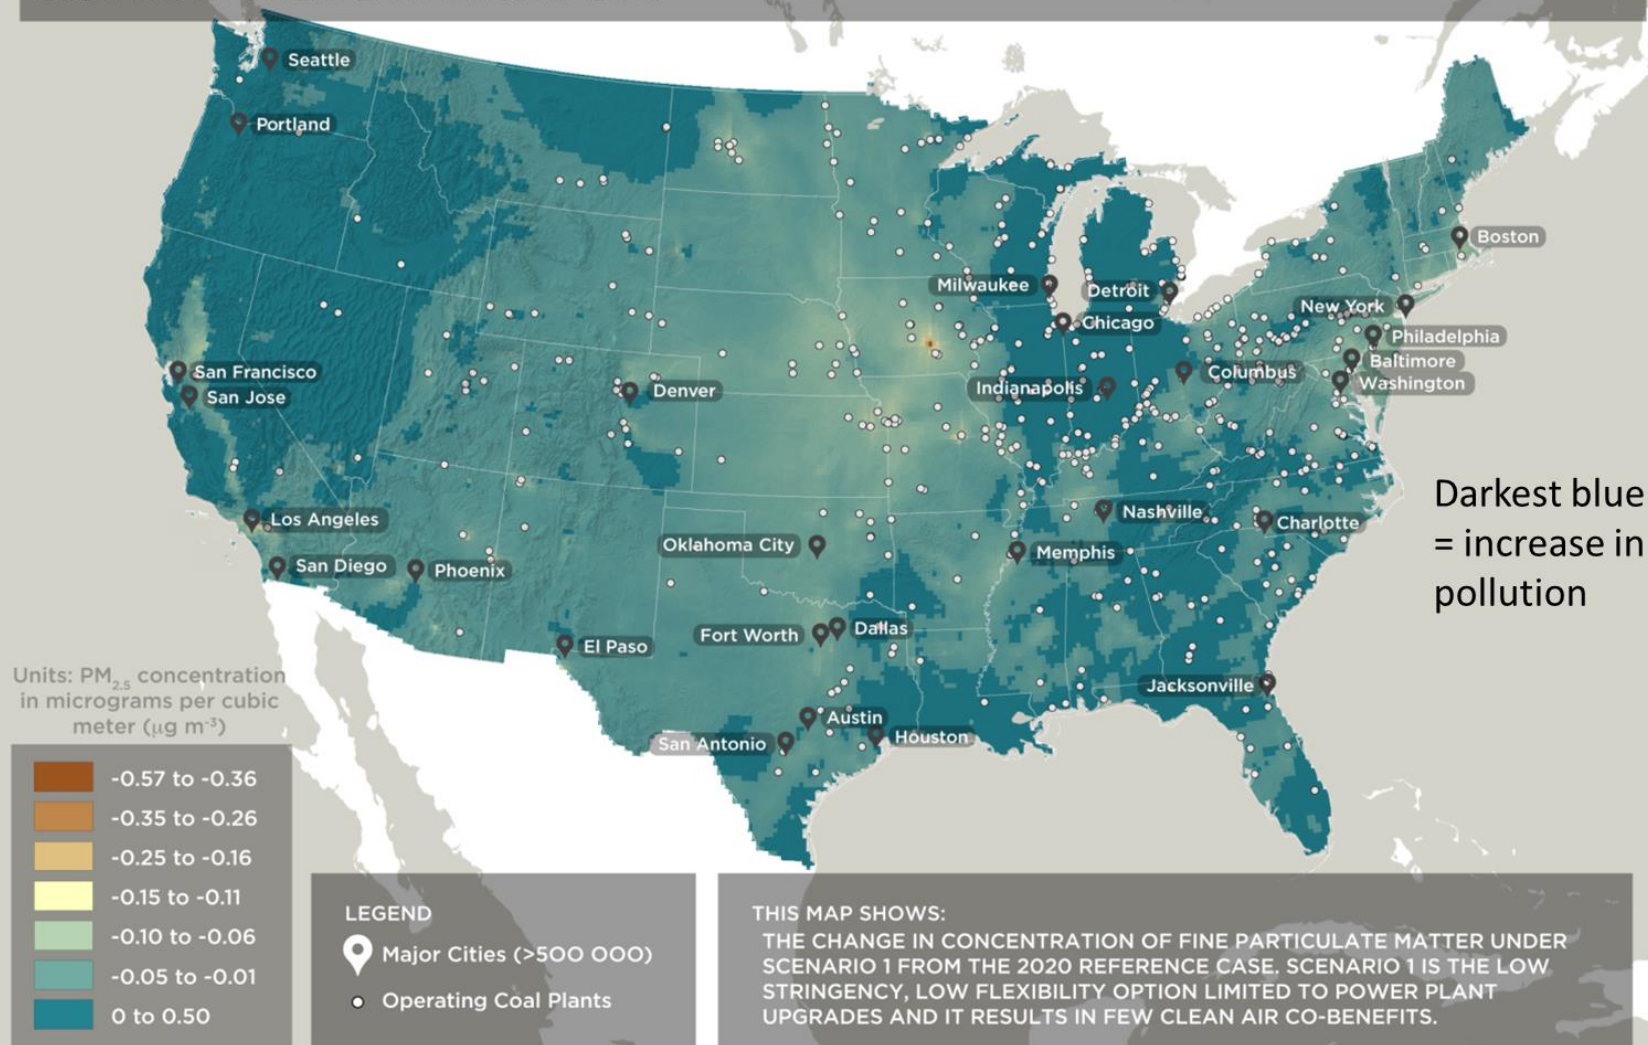 Seattle
Portland
Boston
Milwaukee
Detroit
New York
Chicago
Philadelphia
Baltimore
San Francisco
Columbus
Washington
Indianapolis
San Jose
Denver
Darkest blue
= increase in
pollution
Los Angeles
Nashville
Charlotte
Oklahoma City
Memphis
San Diego
Phoenix
Fort Worth
Dallas
El Paso
Jacksonville
Austin
San Antonio
Houston
Units: PM2.5 concentration
in micrograms per cubic
meter (μg m-3)
-0.57 to -0.36
-0.35 to -0.26
-0.25 to -0.16
-0.15 to -0.11
-0.10 to -0.06
-0.05 to -0.01
0 to 0.50
LEGEND
Major Cities (>500 000)
Operating Coal Plants
THIS MAP SHOWS:
THE CHANGE IN CONCENTRATION OF FINE PARTICULATE MATTER UNDER
SCENARIO 1 FROM THE 2020 REFERENCE CASE. SCENARIO 1 IS THE LOW
STRINGENCY, LOW FLEXIBILITY OPTION LIMITED TO POWER PLANT
UPGRADES AND IT RESULTS IN FEW CLEAN AIR CO-BENEFITS.